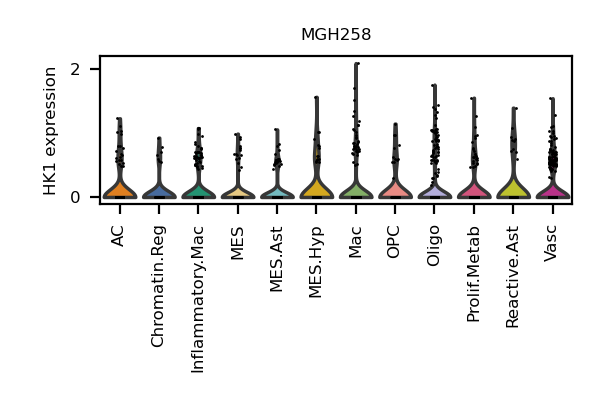 MGH258
HK1 expression
2
0
AC
Chromatin.Reg
Inflammatory.Mac
MES
MES.Ast
MES.Hyp
Mac
OPC
Oligo
Prolif.Metab
Reactive.Ast
Vasc